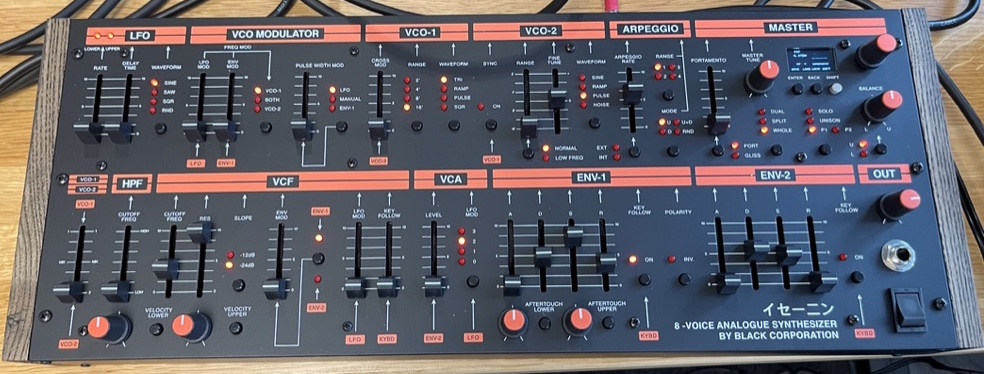 LFO
VCO MODULATOR
VCO-1
VCO-2
ARPEGGIO
MASTER
LOWER UPPER
FREQ MOD
RATE
DELAY TIME
WAVEFORM
SINE
SAW
SQR
RND
LFO MOD
ENV MOD
VCO-1
BOTH
VCO-2
PULSE WIDTH MOD
LFO
MANUAL
ENV-1
CROSS MOD
RANGE
16'
WAVEFORM
TRI
RAMP
PULSE
SQR
SYNC
ON
RANGE
FINE TUNE
WAVEFORM
SINE
RAMP
PULSE
NOISE
NORMAL
LOW FREQ
ARPEGGIO RATE
RANGE
MODE
U
U+D
D
RND
EXT
INT
PORTAMENTO
MASTER TUNE
ENTER
BACK
SHIFT
BALANCE
L
U
DUAL
SPLIT
WHOLE
SOLO
UNISON
P1
P2
PORT
GLISS
U
L
LFO
ENV-1
VCO-2
VCO-1
VCO-1
VCO-2
HPF
VCF
VCA
ENV-1
ENV-2
OUT
VCO-1
CUTOFF FREQ
HIGH
LOW
CUTOFF FREQ
RES
SLOPE
-12dB
-24dB
ENV MOD
ENV-1
ENV-2
LFO MOD
KEY FOLLOW
LEVEL
LFO MOD
A
D
S
R
KEY FOLLOW
ON
POLARITY
INV.
A
D
S
R
KEY FOLLOW
ON
VCO-2
VELOCITY LOWER
VELOCITY UPPER
LFO
KYBD
ENV-2
LFO
AFTERTOUCH LOWER
AFTERTOUCH UPPER
KYBD
KYBD
イセーニン
8 -VOICE ANALOGUE SYNTHESIZER
BY BLACK CORPORATION